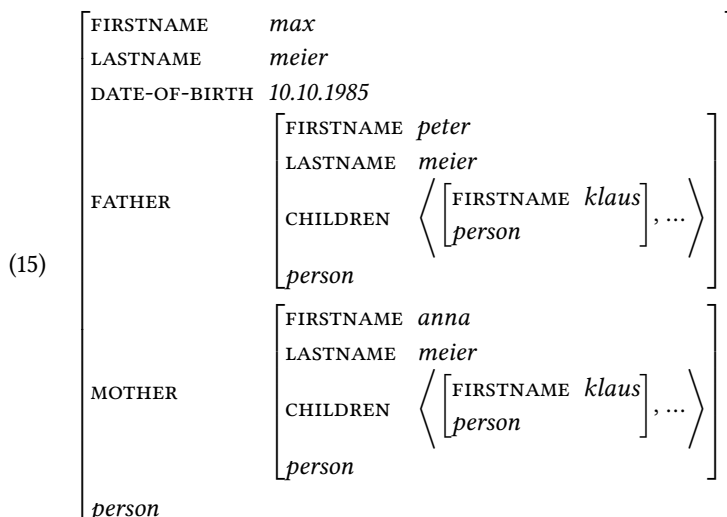 FIRSTNAME max
LASTNAME meier
DATE-OF-BIRTH 10.10.1985
FIRSTNAME peter
LASTNAME meier
FATHER
CHILDREN ⟨[FIRSTNAME klaus
person], ...⟩
person
(15)
FIRSTNAME anna
LASTNAME meier
MOTHER
CHILDREN ⟨[FIRSTNAME klaus
person], ...⟩
person
person